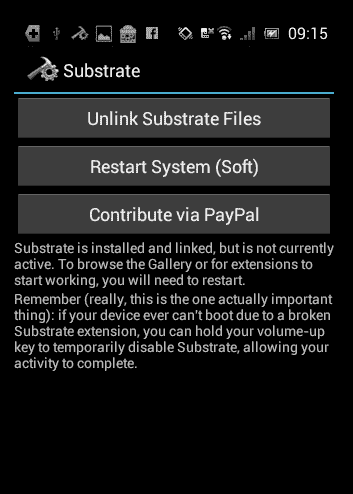 09:15
Substrate
Unlink Substrate Files
Restart System (Soft)
Contribute via PayPal
Substrate is installed and linked, but is not currently
active. To browse the Gallery or for extensions to
start working, you will need to restart.
Remember (really, this is the one actually important
thing): if your device ever can't boot due to a broken
Substrate extension, you can hold your volume-up
key to temporarily disable Substrate, allowing your
activity to complete.